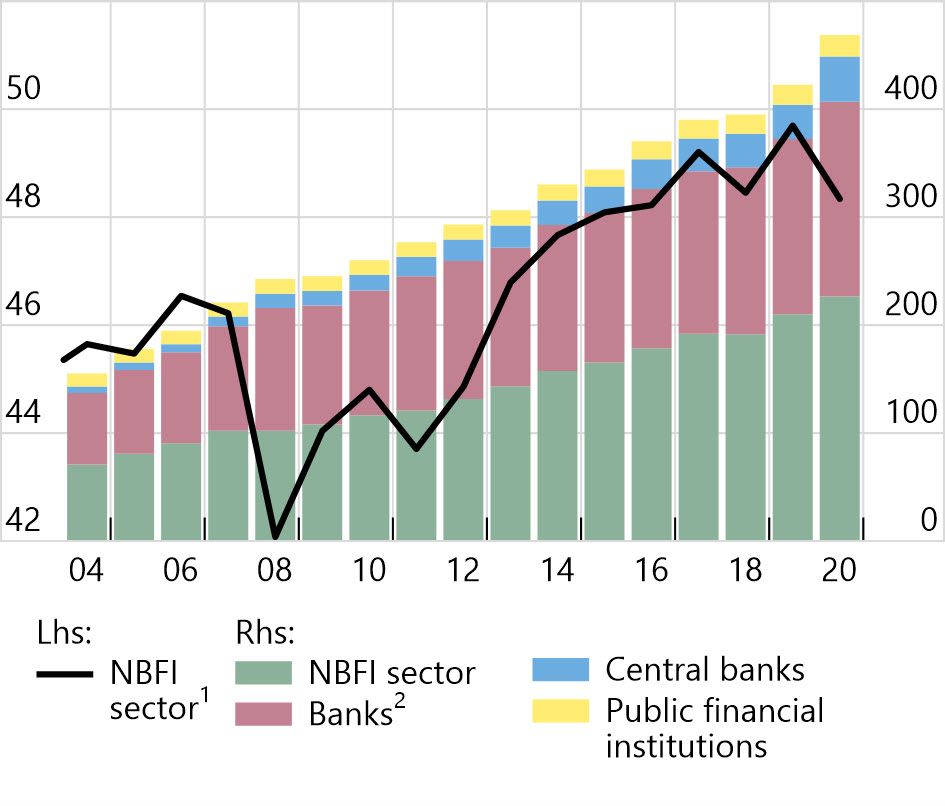 50 400
48 300
46 200
44 100
42 0
04 06 08 10 12 14 16 18 20
Lhs: Rhs:
NBFI sector¹
NBFI sector
Banks²
Central banks
Public financial
institutions